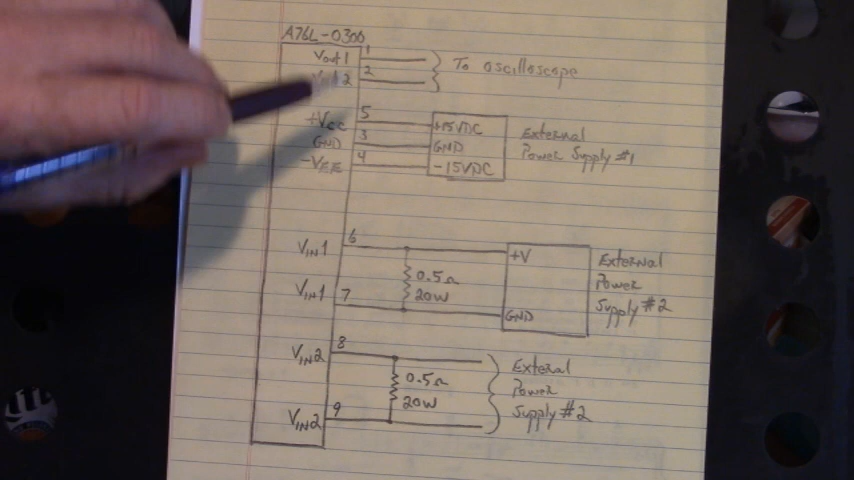 A76L-0300
Vout1 1
Vout2 2
To oscilloscope
+VCC 5 +15VDC
GND 3 GND
-VEE 4 -15VDC
External
Power Supply #1
VIN1 6 +V
0.5Ω
20W
VIN1 7 GND
External
Power
Supply #2
VIN2 8
0.5Ω
20W
VIN2 9
External
Power
Supply #2